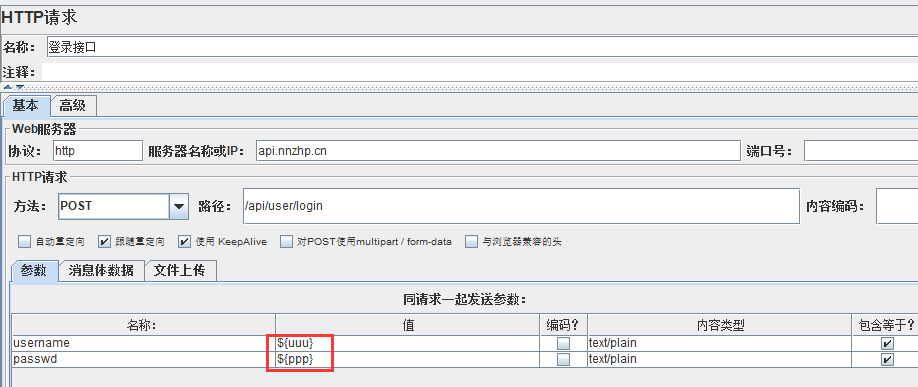 HTTP请求
名称： 登录接口
注释：
基本 高级
Web服务器
协议： http 服务器名称或IP： api.nnzhp.cn 端口号：
HTTP请求
方法： POST 路径： /api/user/login 内容编码：
自动重定向 跟随重定向 使用 KeepAlive 对POST使用multipart / form-data 与浏览器兼容的头
参数 消息体数据 文件上传
同请求一起发送参数：
名称： 值 编码? 内容类型 包含等于?
username ${uuu} text/plain
passwd ${ppp} text/plain